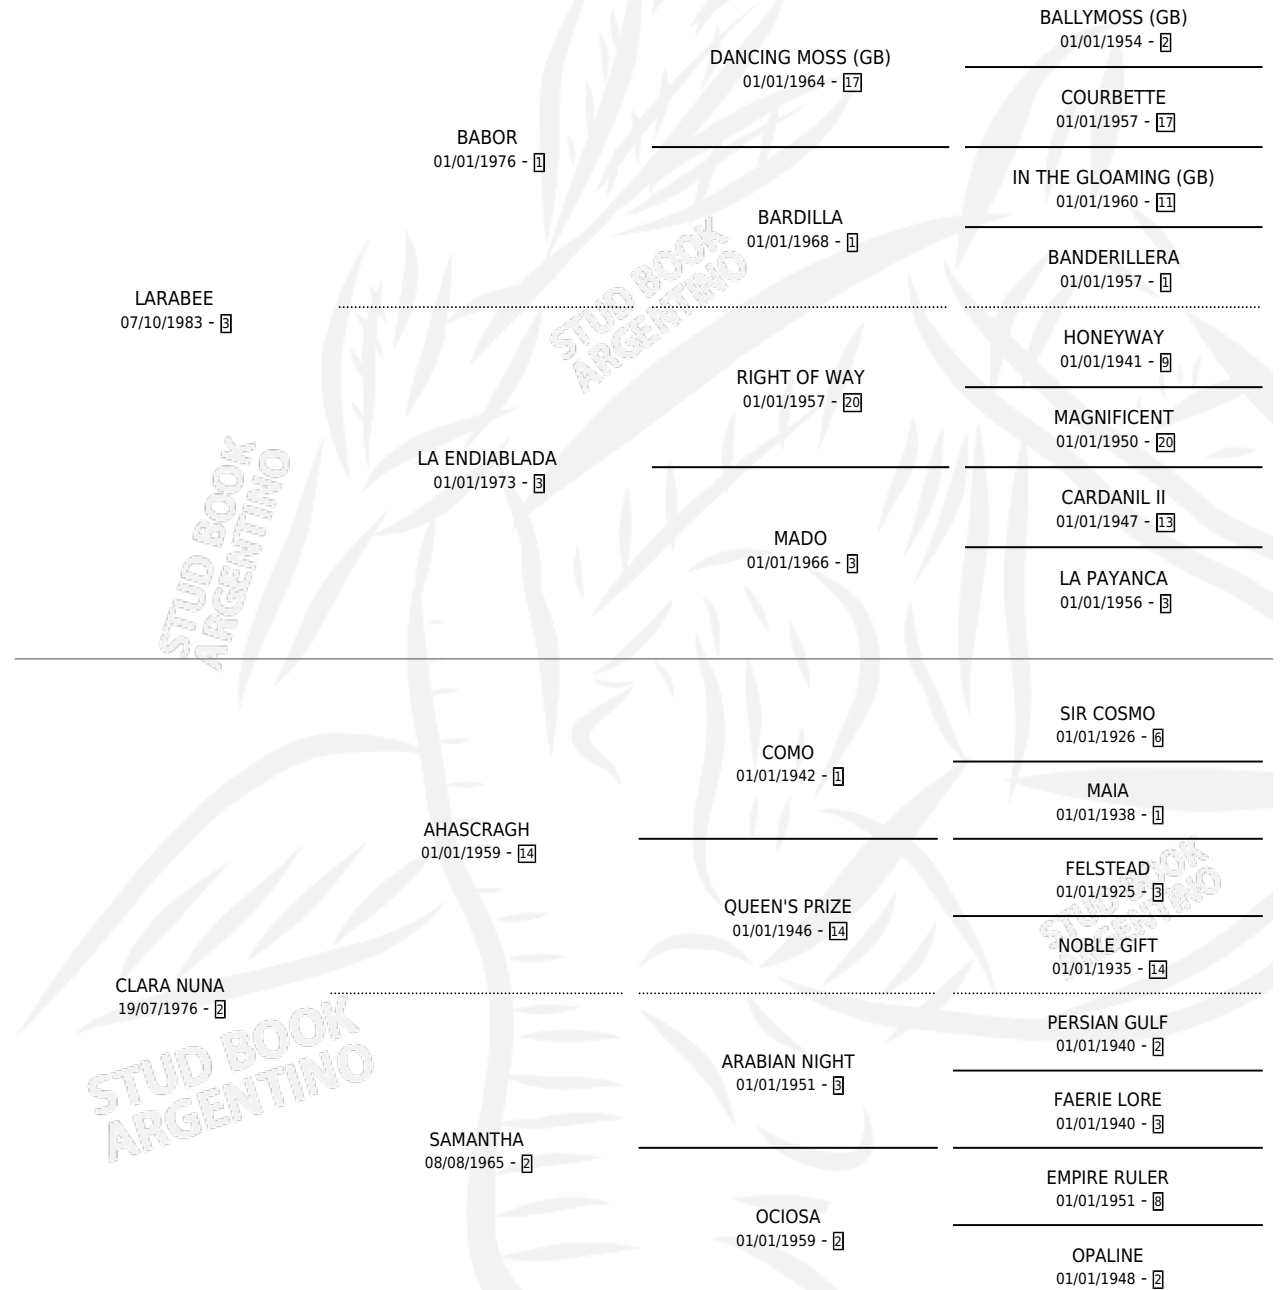 BALLYMOSS (GB)
01/01/1954 - 2
DANCING MOSS (GB)
01/01/1964 - 17
COURBETTE
01/01/1957 - 17
BABOR
01/01/1976 - 1
IN THE GLOAMING (GB)
01/01/1960 - 11
BARDILLA
01/01/1968 - 1
BANDERILLERA
01/01/1957 - 1
LARABEE
07/10/1983 - 3
HONEYWAY
01/01/1941 - 9
RIGHT OF WAY
01/01/1957 - 20
MAGNIFICENT
01/01/1950 - 20
LA ENDIABLADA
01/01/1973 - 3
CARDANIL II
01/01/1947 - 13
MADO
01/01/1966 - 3
LA PAYANCA
01/01/1956 - 3
STUD BOOK
ARGENTINO
STUD BOOK
ARGENTINO
SIR COSMO
01/01/1926 - 6
COMO
01/01/1942 - 1
MAIA
01/01/1938 - 1
AHASCRAGH
01/01/1959 - 14
FELSTEAD
01/01/1925 - 3
QUEEN'S PRIZE
01/01/1946 - 14
NOBLE GIFT
01/01/1935 - 14
CLARA NUNA
19/07/1976 - 2
PERSIAN GULF
01/01/1940 - 2
ARABIAN NIGHT
01/01/1951 - 3
FAERIE LORE
01/01/1940 - 3
SAMANTHA
08/08/1965 - 2
EMPIRE RULER
01/01/1951 - 8
OCIOSA
01/01/1959 - 2
OPALINE
01/01/1948 - 2
STUD BOOK
ARGENTINO
STUD BOOK
ARGENTINO